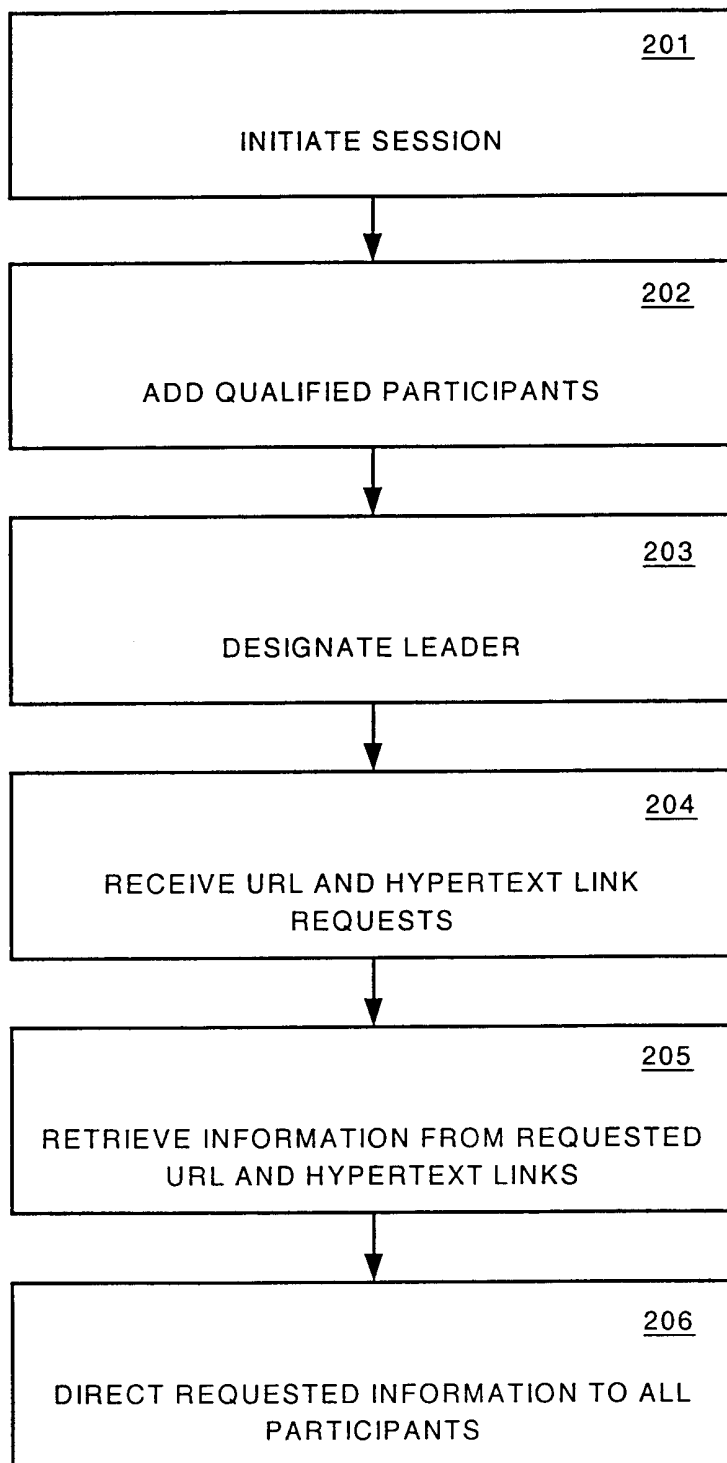 201
INITIATE SESSION
202
ADD QUALIFIED PARTICIPANTS
203
DESIGNATE LEADER
204
RECEIVE URL AND HYPERTEXT LINK
REQUESTS
205
RETRIEVE INFORMATION FROM REQUESTED
URL AND HYPERTEXT LINKS
206
DIRECT REQUESTED INFORMATION TO ALL
PARTICIPANTS